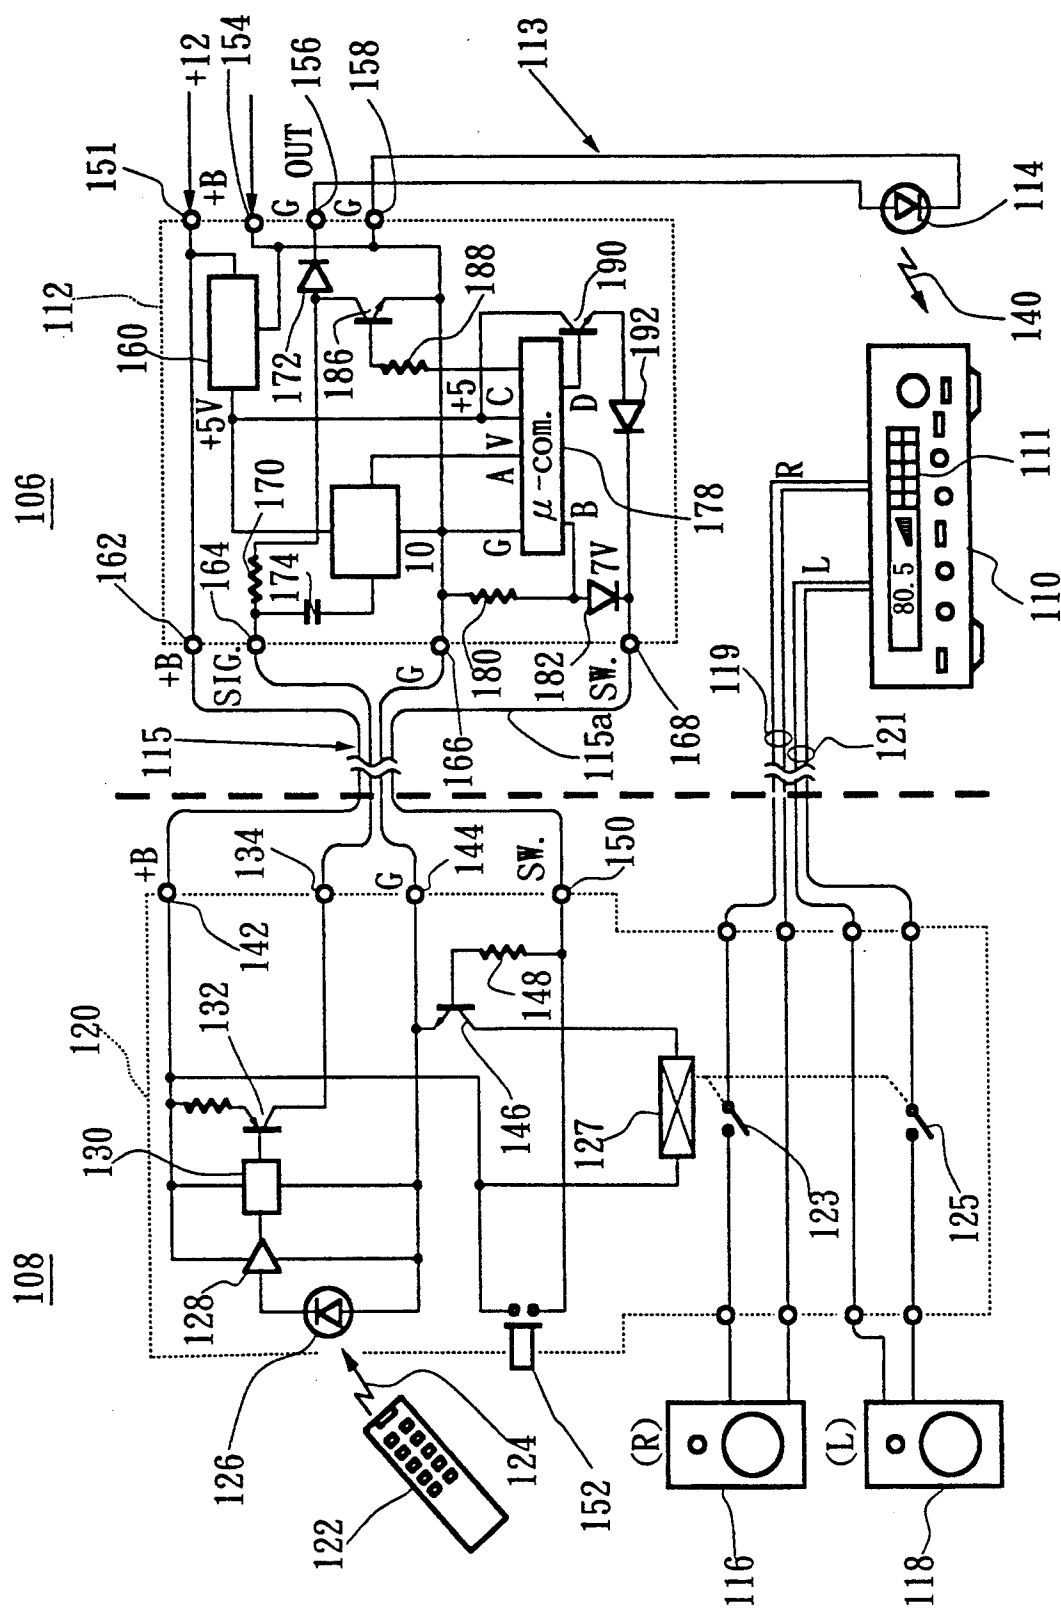 108
106
120
112
151
130
+B
115
+B
160
+12
128
132
142
134
SIG.
162
164
+5V
+B
154
126
G
144
170
G
OUT
156
122
124
G
174
172
G
158
146
148
SW.
166
10
186
+5
188
113
152
127
150
115a
180
182
SW.
G
A
V
C
μ-com.
B
D
7V
168
178
190
192
(R)
116
123
119
R
(L)
118
125
121
L
80.5
110
111
140
114